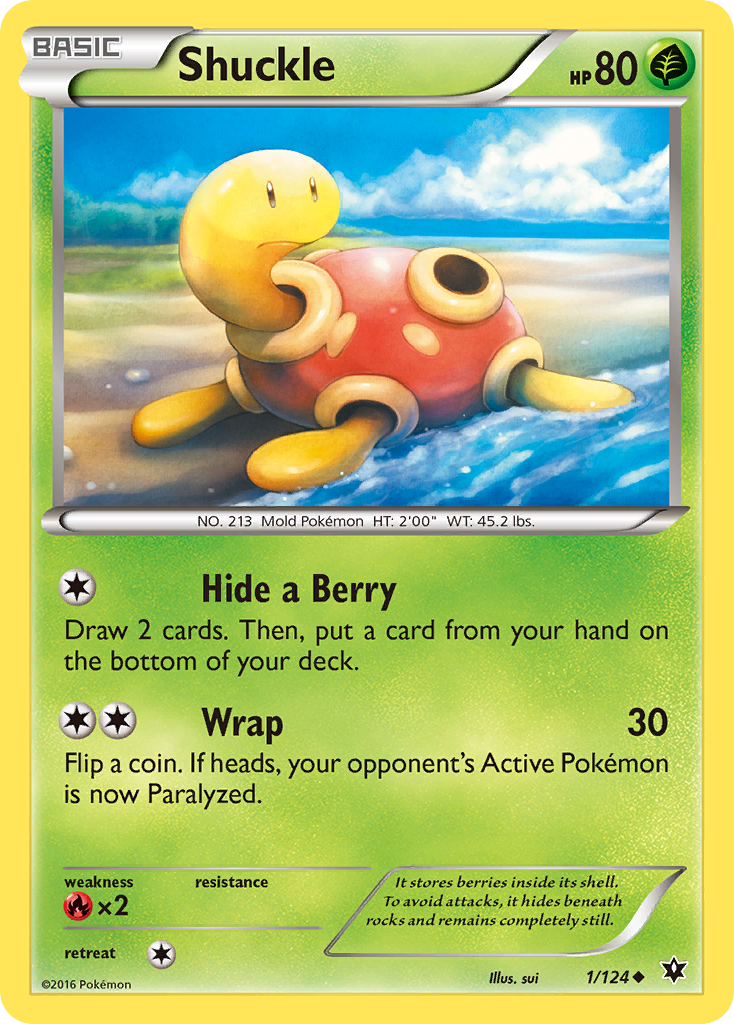 BASIC Shuckle HP 80
NO. 213 Mold Pokémon HT: 2'00" WT: 45.2 lbs.
Hide a Berry
Draw 2 cards. Then, put a card from your hand on
the bottom of your deck.
Wrap 30
Flip a coin. If heads, your opponent's Active Pokémon
is now Paralyzed.
weakness resistance
×2
retreat
It stores berries inside its shell.
To avoid attacks, it hides beneath
rocks and remains completely still.
©2016 Pokémon Illus. sui 1/124